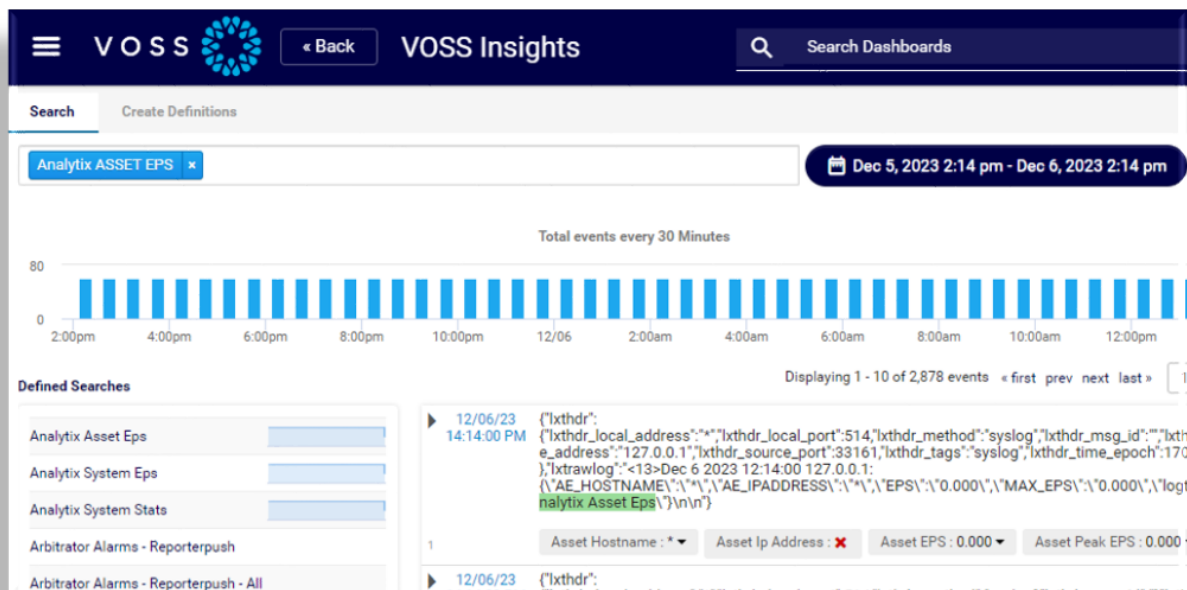 VOSS « Back VOSS Insights Search Dashboards
Search Create Definitions
Analytix ASSET EPS × Dec 5, 2023 2:14 pm - Dec 6, 2023 2:14 pm
Total events every 30 Minutes
80
0
2:00pm 4:00pm 6:00pm 8:00pm 10:00pm 12/06 2:00am 4:00am 6:00am 8:00am 10:00am 12:00pm
Displaying 1 - 10 of 2,878 events « first prev next last » 1
Defined Searches
Analytix Asset Eps
Analytix System Eps
Analytix System Stats
Arbitrator Alarms - Reporterpush
Arbitrator Alarms - Reporterpush - All
12/06/23 {"lxthdr":
14:14:00 PM {"lxthdr_local_address":"*","lxthdr_local_port":514,"lxthdr_method":"syslog","lxthdr_msg_id":"","lxth
e_address":"127.0.0.1","lxthdr_source_port":33161,"lxthdr_tags":"syslog","lxthdr_time_epoch":170
},"lxtrawlog":"<13>Dec 6 2023 12:14:00 127.0.0.1:
{\"AE_HOSTNAME\":\"*\",\"AE_IPADDRESS\":\"*\",\"EPS\":\"0.000\",\"MAX_EPS\":\"0.000\",\"logt
nalytix Asset Eps\"}\n\n"}
1 Asset Hostname : * Asset Ip Address : Asset EPS : 0.000 Asset Peak EPS : 0.000
12/06/23 {"lxthdr":